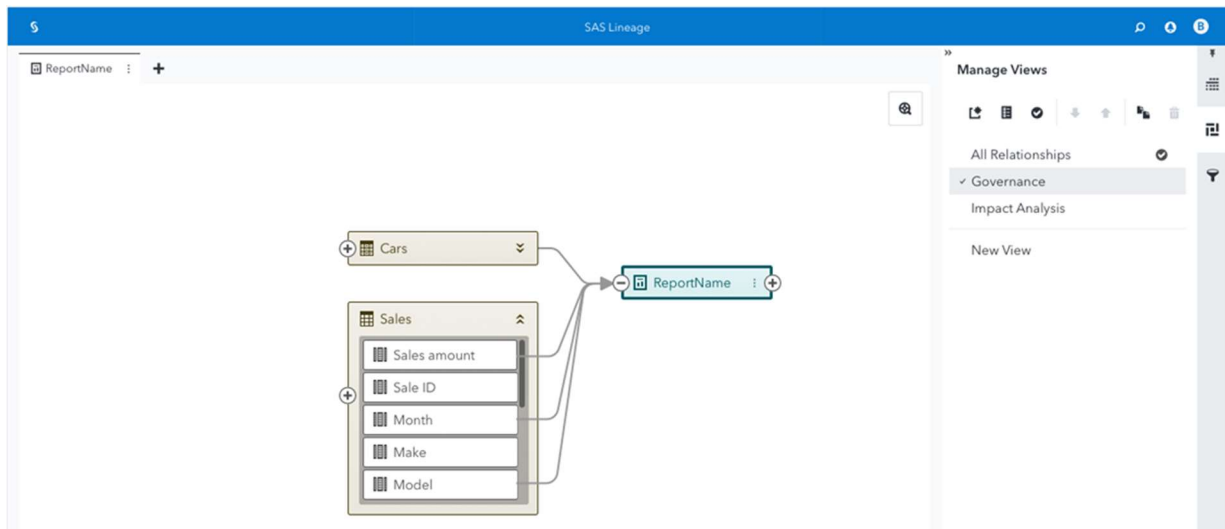 SAS Lineage
B
ReportName
Manage Views
All Relationships
Governance
Impact Analysis
New View
Cars
ReportName
Sales
Sales amount
Sale ID
Month
Make
Model